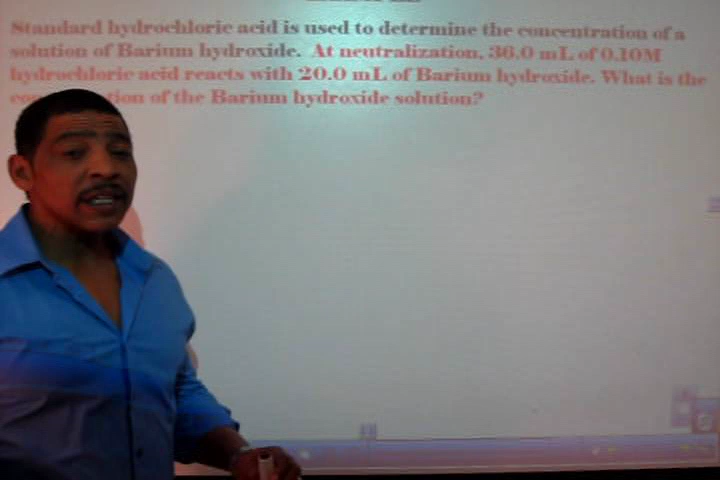 Standard hydrochloric acid is used to determine the concentration of a
solution of Barium hydroxide. At neutralization, 36.0 mL of 0.10M
hydrochloric acid reacts with 20.0 mL of Barium hydroxide. What is the
of the Barium hydroxide solution?